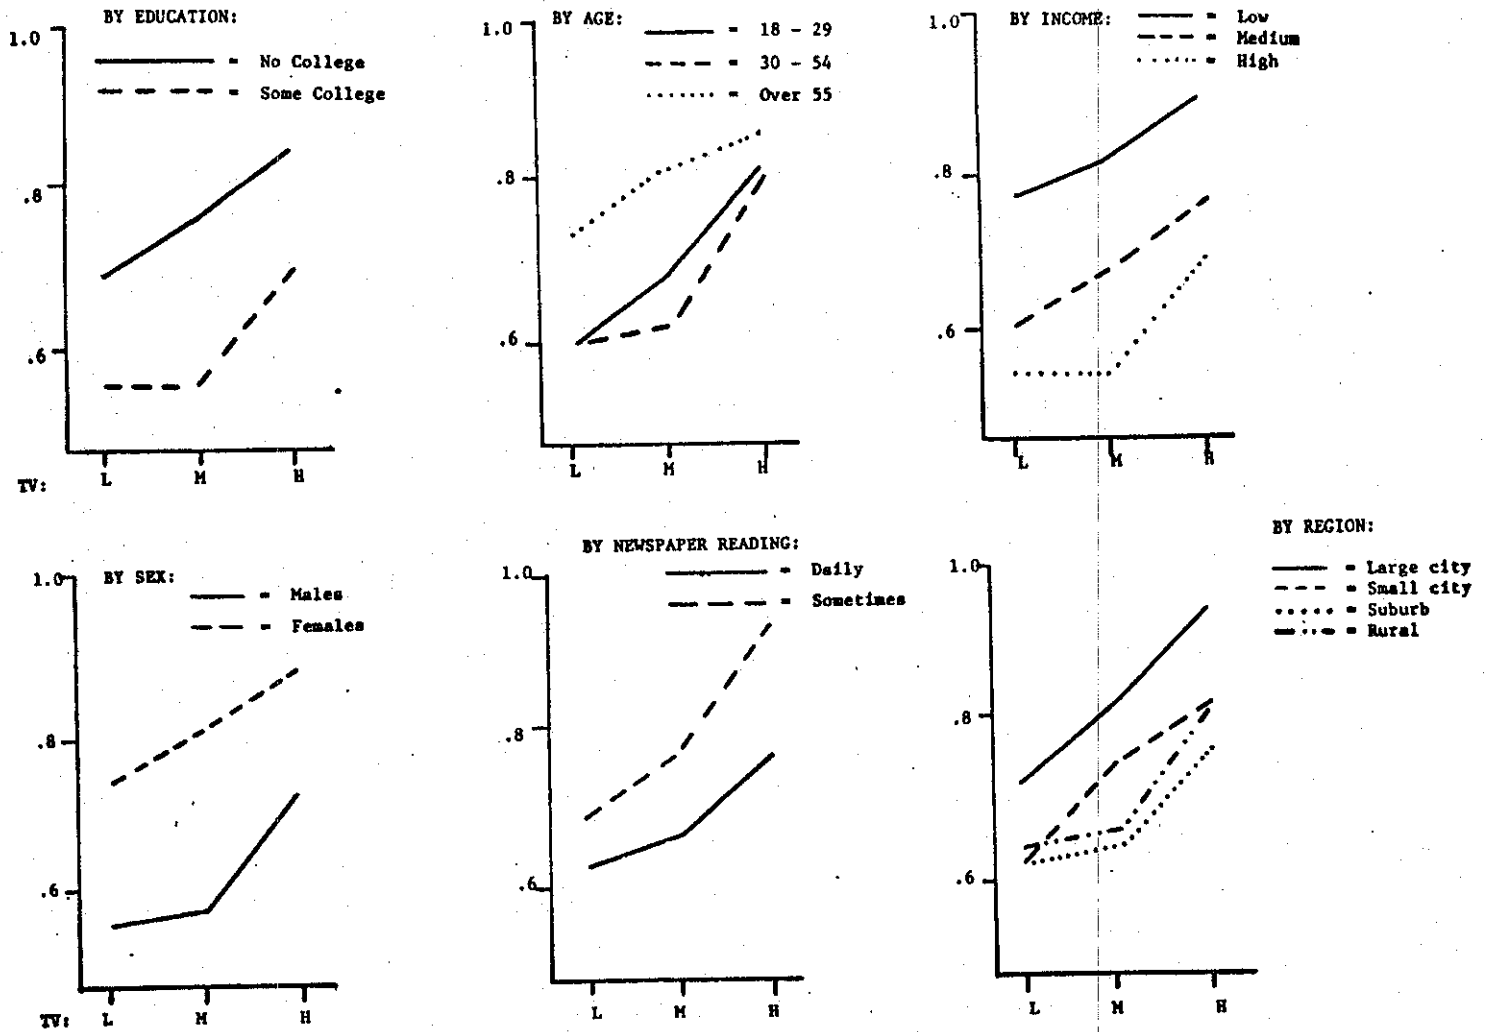 BY EDUCATION:
1.0
— = No College
— — — = Some College
.8
.6
L M H
TV:
BY AGE:
1.0
— = 18 - 29
— — — = 30 - 54
....... = Over 55
.8
.6
L M H
BY INCOME:
1.0
— = Low
— — — = Medium
....... = High
.8
.6
L M H
BY SEX:
1.0
— = Males
— — — = Females
.8
.6
TV: L M H
BY NEWSPAPER READING:
1.0
— = Daily
— — — = Sometimes
.8
.6
L M H
BY REGION:
1.0
— = Large city
— — — = Small city
....... = Suburb
—..— = Rural
.8
.6
L M H